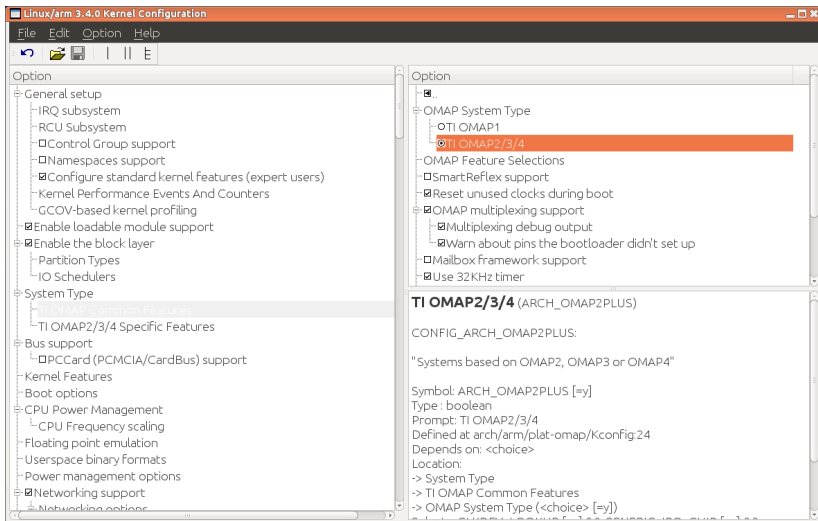 Linux/arm 3.4.0 Kernel Configuration
File Edit Option Help
Option
General setup
IRQ subsystem
RCU Subsystem
Control Group support
Namespaces support
Configure standard kernel features (expert users)
Kernel Performance Events And Counters
GCOV-based kernel profiling
Enable loadable module support
Enable the block layer
Partition Types
IO Schedulers
System Type
TI OMAP Common Features
TI OMAP2/3/4 Specific Features
Bus support
PCCard (PCMCIA/CardBus) support
Kernel Features
Boot options
CPU Power Management
CPU Frequency scaling
Floating point emulation
Userspace binary formats
Power management options
Networking support
Networking options
Option
..
OMAP System Type
TI OMAP1
TI OMAP2/3/4
OMAP Feature Selections
SmartReflex support
Reset unused clocks during boot
OMAP multiplexing support
Multiplexing debug output
Warn about pins the bootloader didn't set up
Mailbox framework support
Use 32KHz timer
TI OMAP2/3/4 (ARCH_OMAP2PLUS)
CONFIG_ARCH_OMAP2PLUS:
"Systems based on OMAP2, OMAP3 or OMAP4"
Symbol: ARCH_OMAP2PLUS [=y]
Type : boolean
Prompt: TI OMAP2/3/4
Defined at arch/arm/plat-omap/Kconfig:24
Depends on: <choice>
Location:
-> System Type
-> TI OMAP Common Features
-> OMAP System Type (<choice> [=y])